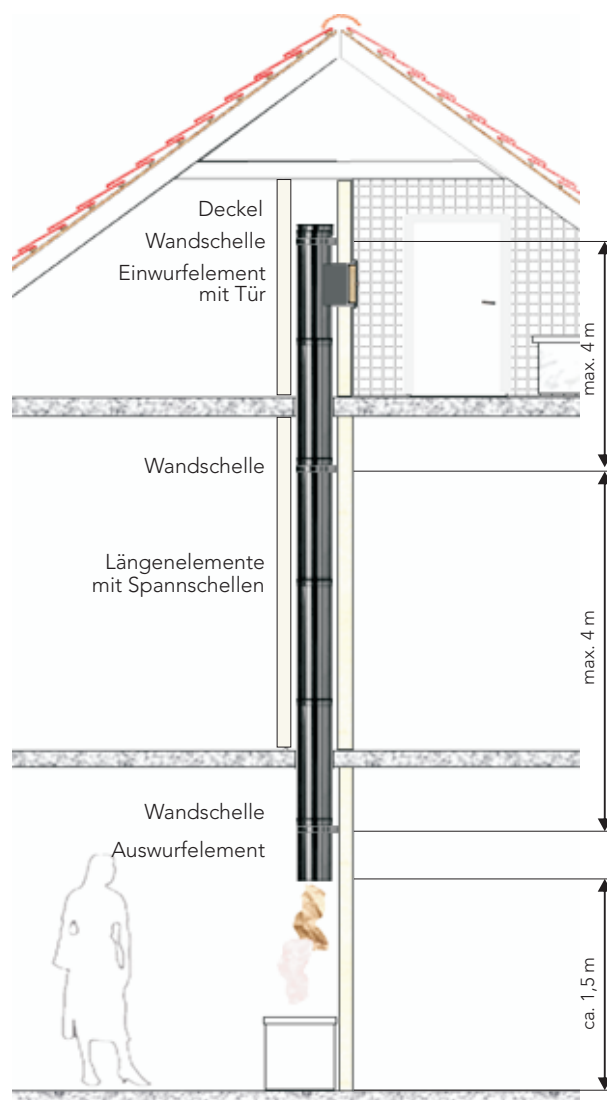 Deckel
Wandschelle
Einwurfelement
mit Tür
max. 4 m
Wandschelle
Längenelemente
mit Spannschellen
max. 4 m
Wandschelle
Auswurfelement
ca. 1,5 m